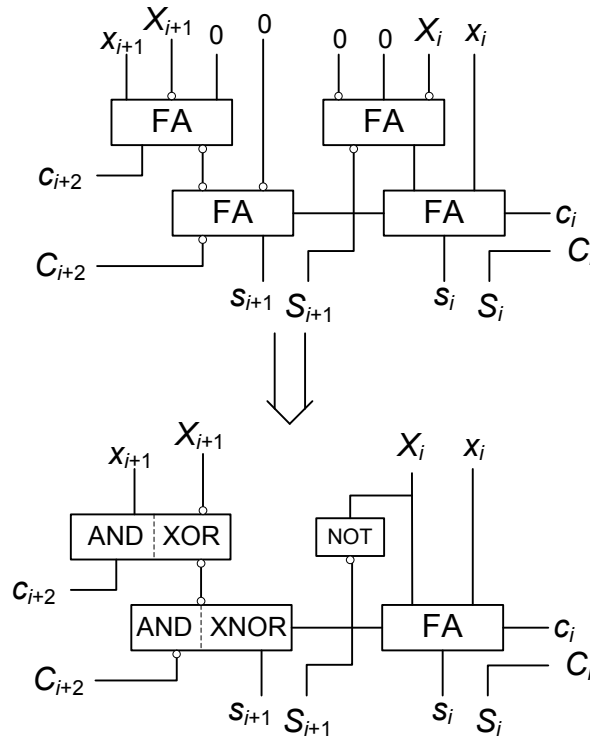 x_{i+1} X_{i+1} 0 0 0 0 X_i x_i
FA FA
c_{i+2}
FA FA c_i
C_{i+2} C_i
s_{i+1} S_{i+1} s_i S_i
x_{i+1} X_{i+1} X_i x_i
AND XOR NOT
c_{i+2}
AND XNOR FA c_i
C_{i+2} C_i
s_{i+1} S_{i+1} s_i S_i